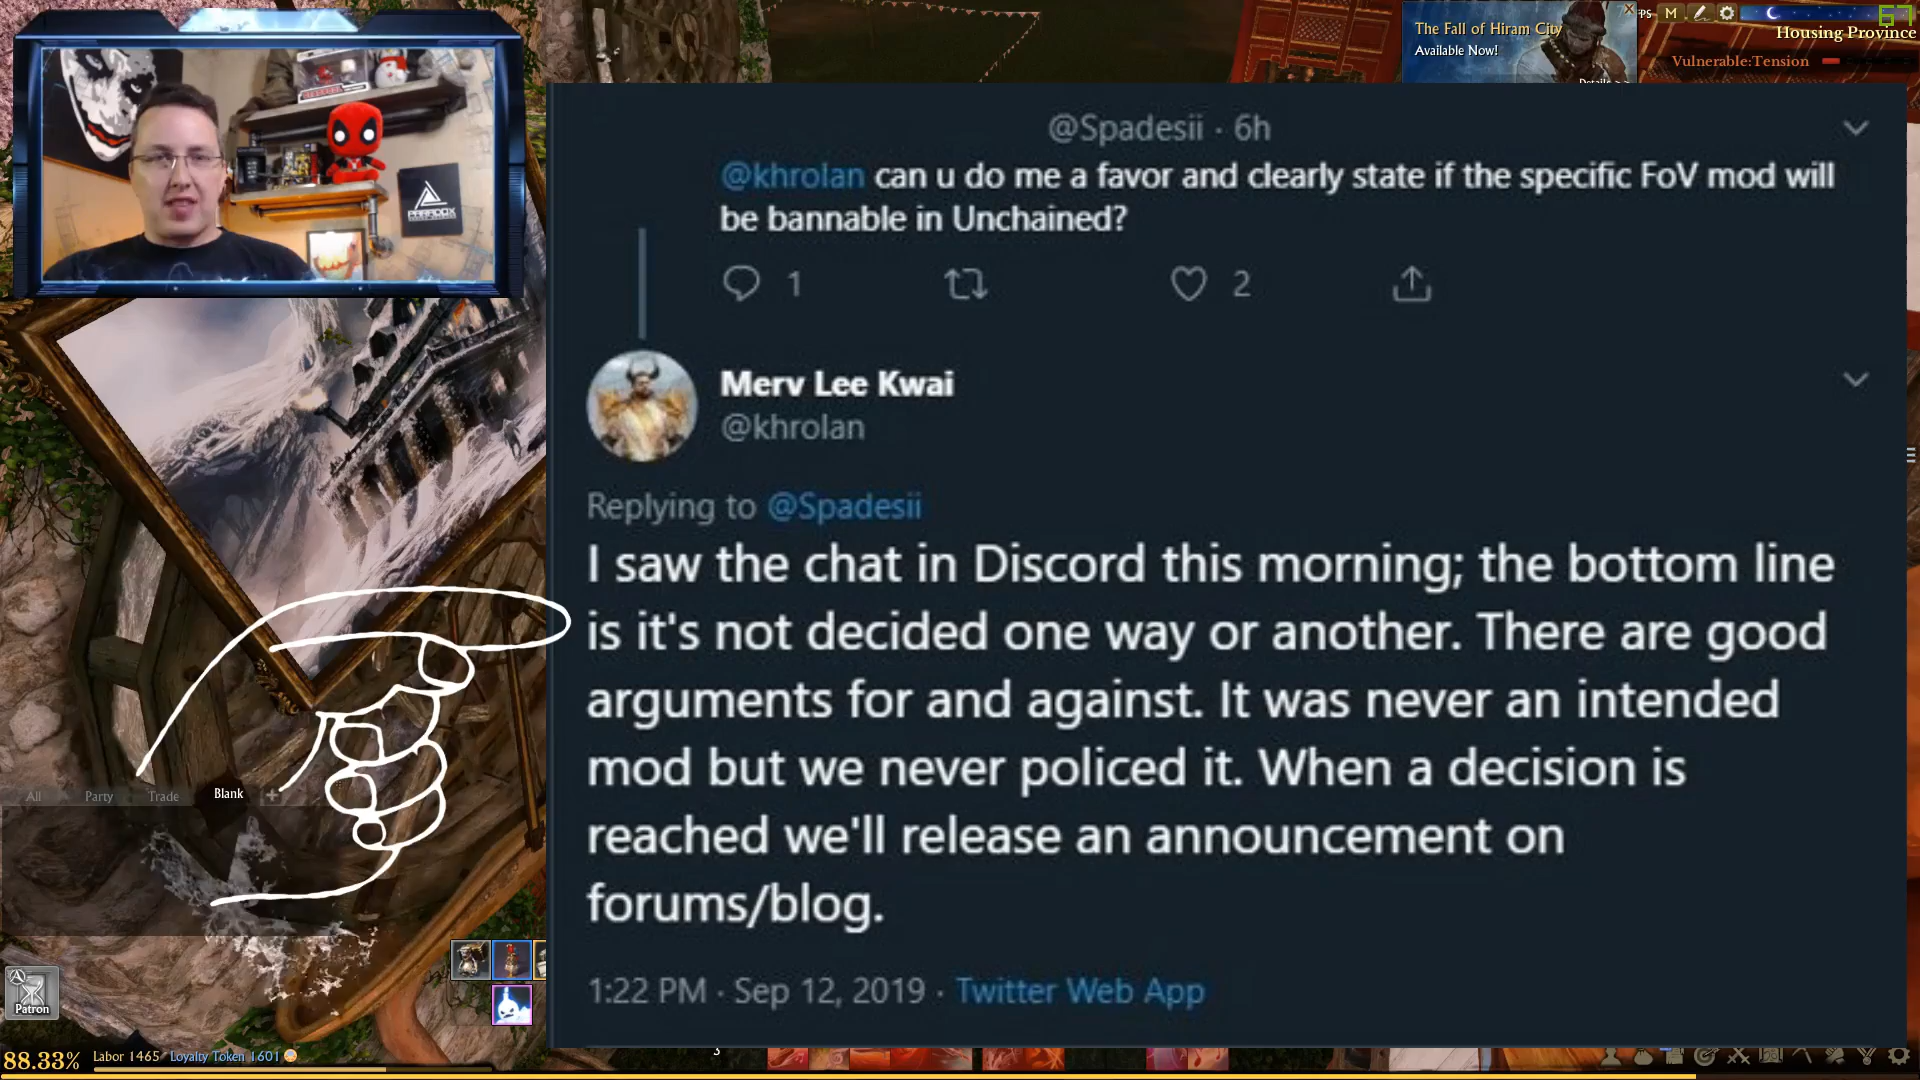 The Fall of Hiram City
Available Now!
Details >>
FPS
M
67
Housing Province
Vulnerable:Tension
PARADOX
@Spadesii · 6h
@khrolan can u do me a favor and clearly state if the specific FoV mod will
be bannable in Unchained?
1
2
Merv Lee Kwai
@khrolan
Replying to @Spadesii
I saw the chat in Discord this morning; the bottom line
is it's not decided one way or another. There are good
arguments for and against. It was never an intended
mod but we never policed it. When a decision is
reached we'll release an announcement on
forums/blog.
1:22 PM · Sep 12, 2019 · Twitter Web App
All
Party
Trade
Blank
+
A
Patron
88.33%
Labor 1465
Loyalty Token 1601
3